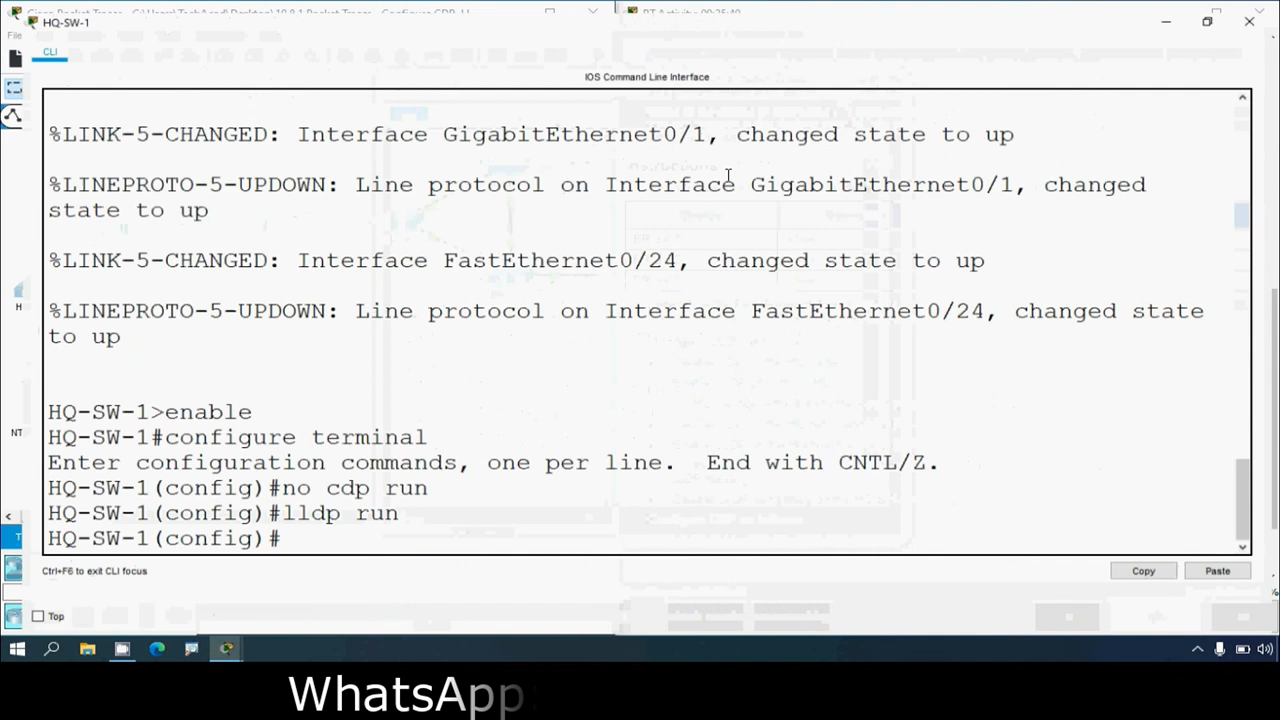 HQ-SW-1
File
CLI
IOS Command Line Interface
%LINK-5-CHANGED: Interface GigabitEthernet0/1, changed state to up
%LINEPROTO-5-UPDOWN: Line protocol on Interface GigabitEthernet0/1, changed
state to up
%LINK-5-CHANGED: Interface FastEthernet0/24, changed state to up
%LINEPROTO-5-UPDOWN: Line protocol on Interface FastEthernet0/24, changed state
to up
HQ-SW-1>enable
HQ-SW-1#configure terminal
Enter configuration commands, one per line. End with CNTL/Z.
HQ-SW-1(config)#no cdp run
HQ-SW-1(config)#lldp run
HQ-SW-1(config)#
Ctrl+F6 to exit CLI focus
Copy
Paste
Top
WhatsApp